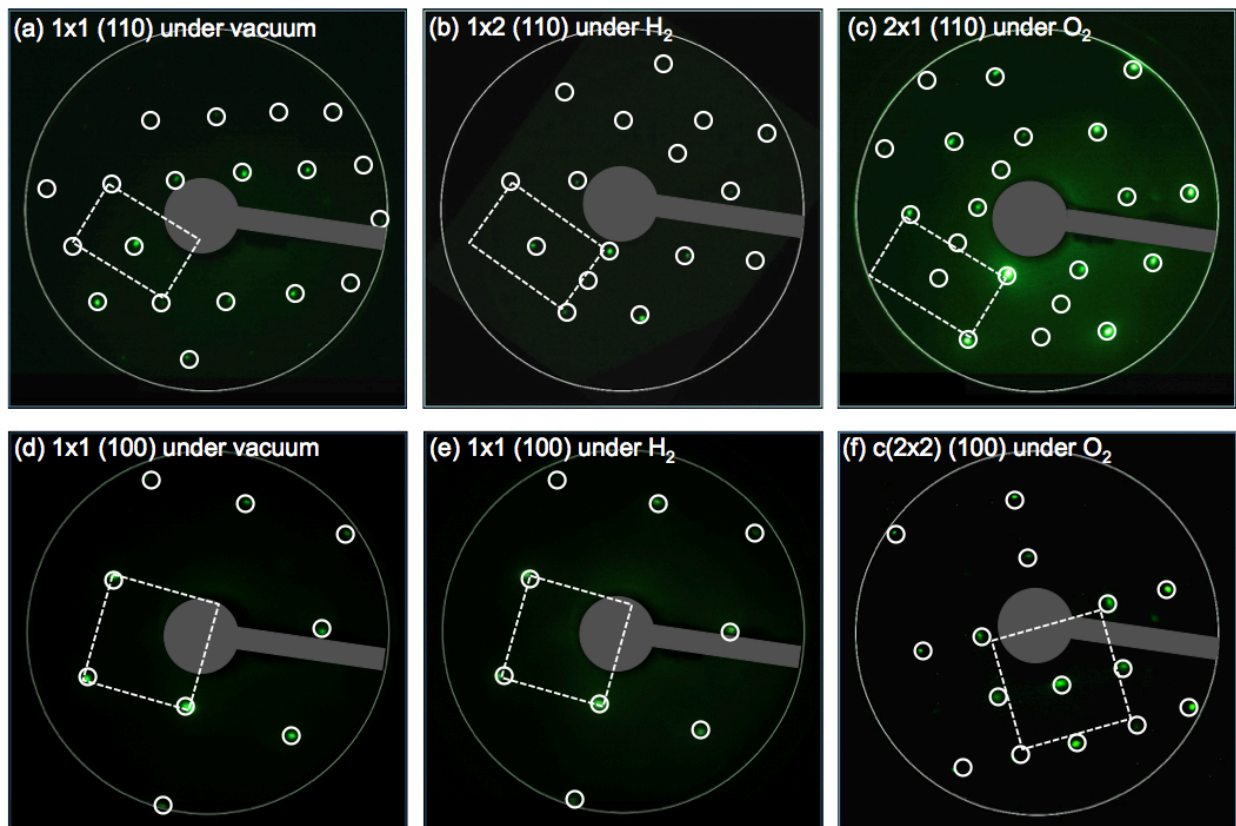 (a) 1x1 (110) under vacuum
(b) 1x2 (110) under H₂
(c) 2x1 (110) under O₂
(d) 1x1 (100) under vacuum
(e) 1x1 (100) under H₂
(f) c(2x2) (100) under O₂